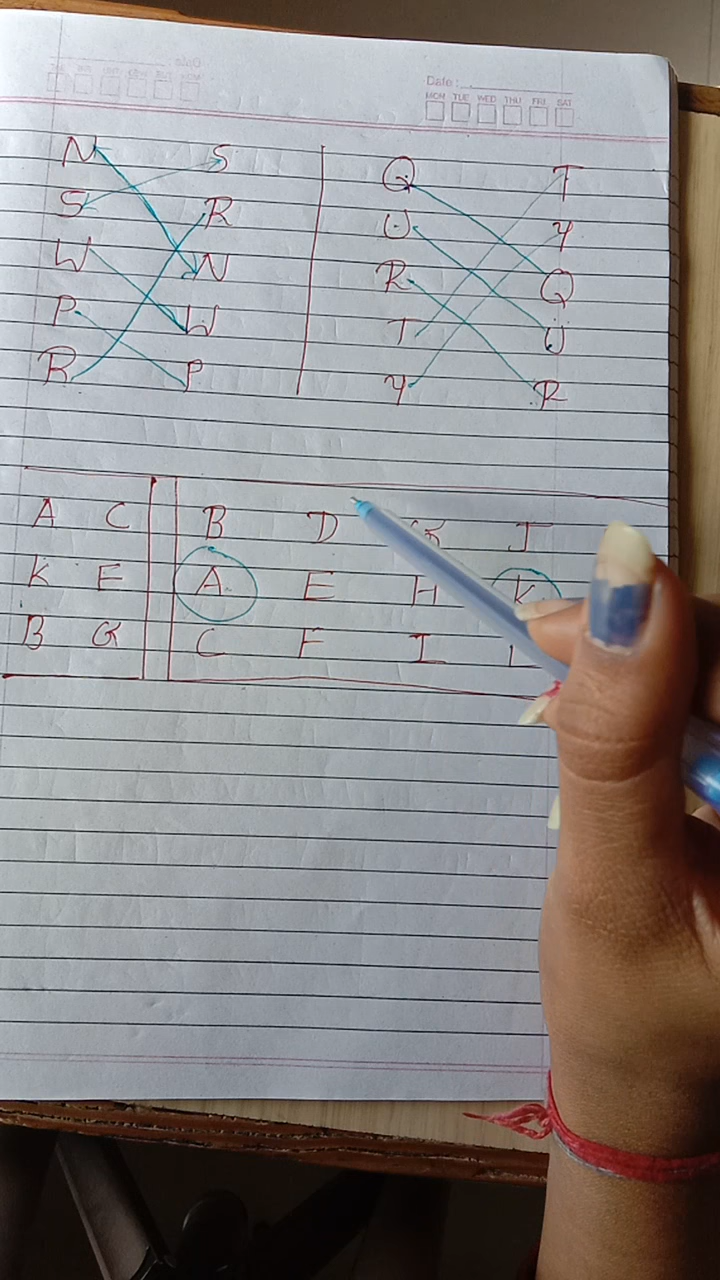 Date :
MON TUE WED THU FRI SAT
N S Q T
S R U Y
W N R Q
P W T U
R P Y R
A C B D G J
K E A E H K
B G C F I